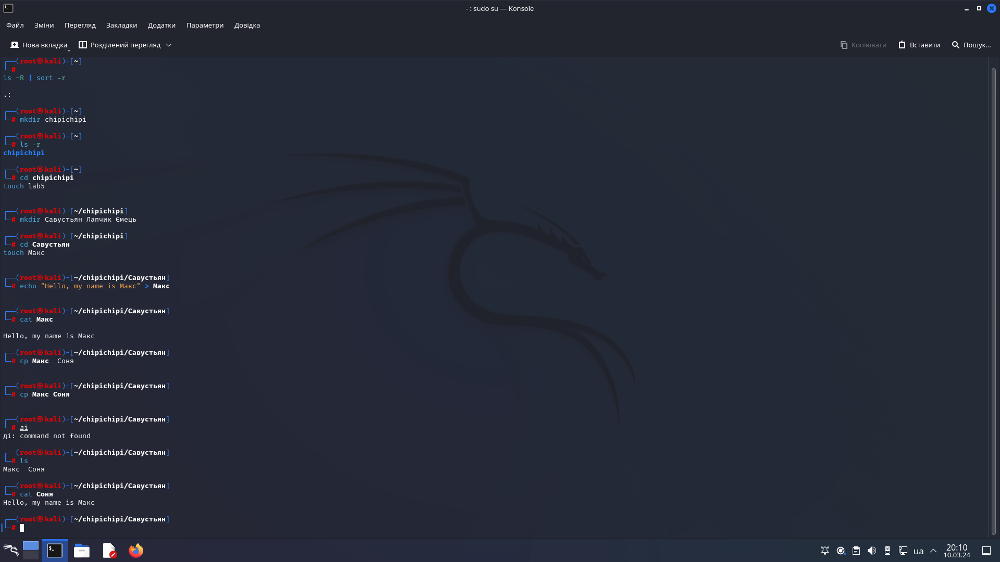 - : sudo su — Konsole
Файл Зміни Перегляд Закладки Додатки Параметри Довідка
Нова вкладка Розділений перегляд Копіювати Вставити Пошук...
┌──(root㉿kali)-[~]
└─#
ls -R | sort -r
.:
┌──(root㉿kali)-[~]
└─# mkdir chipichipi
┌──(root㉿kali)-[~]
└─# ls -r
chipichipi
┌──(root㉿kali)-[~]
└─# cd chipichipi
touch lab5
┌──(root㉿kali)-[~/chipichipi]
└─# mkdir Савустьян Лапчик Ємець
┌──(root㉿kali)-[~/chipichipi]
└─# cd Савустьян
touch Макс
┌──(root㉿kali)-[~/chipichipi/Савустьян]
└─# echo "Hello, my name is Макс" > Макс
┌──(root㉿kali)-[~/chipichipi/Савустьян]
└─# cat Макс
Hello, my name is Макс
┌──(root㉿kali)-[~/chipichipi/Савустьян]
└─# cp Макс  Соня
┌──(root㉿kali)-[~/chipichipi/Савустьян]
└─# cp Макс Соня
┌──(root㉿kali)-[~/chipichipi/Савустьян]
└─# ді
ді: command not found
┌──(root㉿kali)-[~/chipichipi/Савустьян]
└─# ls
Макс  Соня
┌──(root㉿kali)-[~/chipichipi/Савустьян]
└─# cat Соня
Hello, my name is Макс
┌──(root㉿kali)-[~/chipichipi/Савустьян]
└─#
ua 20:10
10.03.24